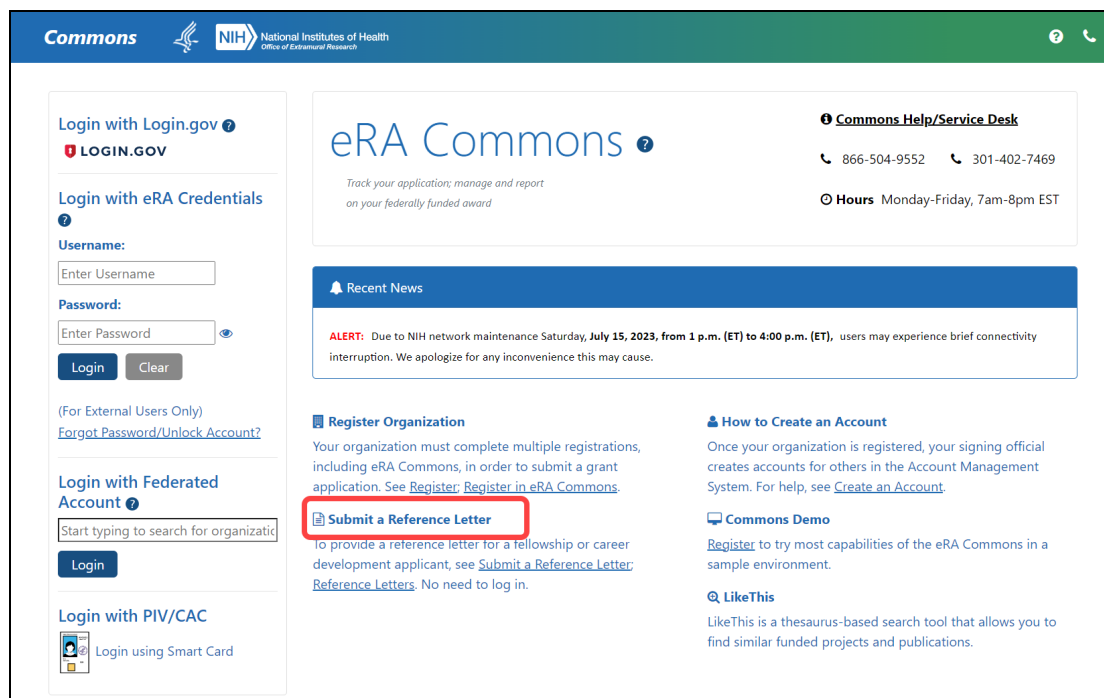 Commons
NIH
National Institutes of Health
Office of Extramural Research
Login with Login.gov
LOGIN.GOV
Login with eRA Credentials
Username:
Enter Username
Password:
Enter Password
Login Clear
(For External Users Only)
Forgot Password/Unlock Account?
Login with Federated
Account
Start typing to search for organizatic
Login
Login with PIV/CAC
Login using Smart Card
eRA Commons
Track your application; manage and report
on your federally funded award
Commons Help/Service Desk
866-504-9552 301-402-7469
Hours Monday-Friday, 7am-8pm EST
Recent News
ALERT: Due to NIH network maintenance Saturday, July 15, 2023, from 1 p.m. (ET) to 4:00 p.m. (ET), users may experience brief connectivity
interruption. We apologize for any inconvenience this may cause.
Register Organization
Your organization must complete multiple registrations,
including eRA Commons, in order to submit a grant
application. See Register; Register in eRA Commons.
Submit a Reference Letter
To provide a reference letter for a fellowship or career
development applicant, see Submit a Reference Letter;
Reference Letters. No need to log in.
How to Create an Account
Once your organization is registered, your signing official
creates accounts for others in the Account Management
System. For help, see Create an Account.
Commons Demo
Register to try most capabilities of the eRA Commons in a
sample environment.
LikeThis
LikeThis is a thesaurus-based search tool that allows you to
find similar funded projects and publications.